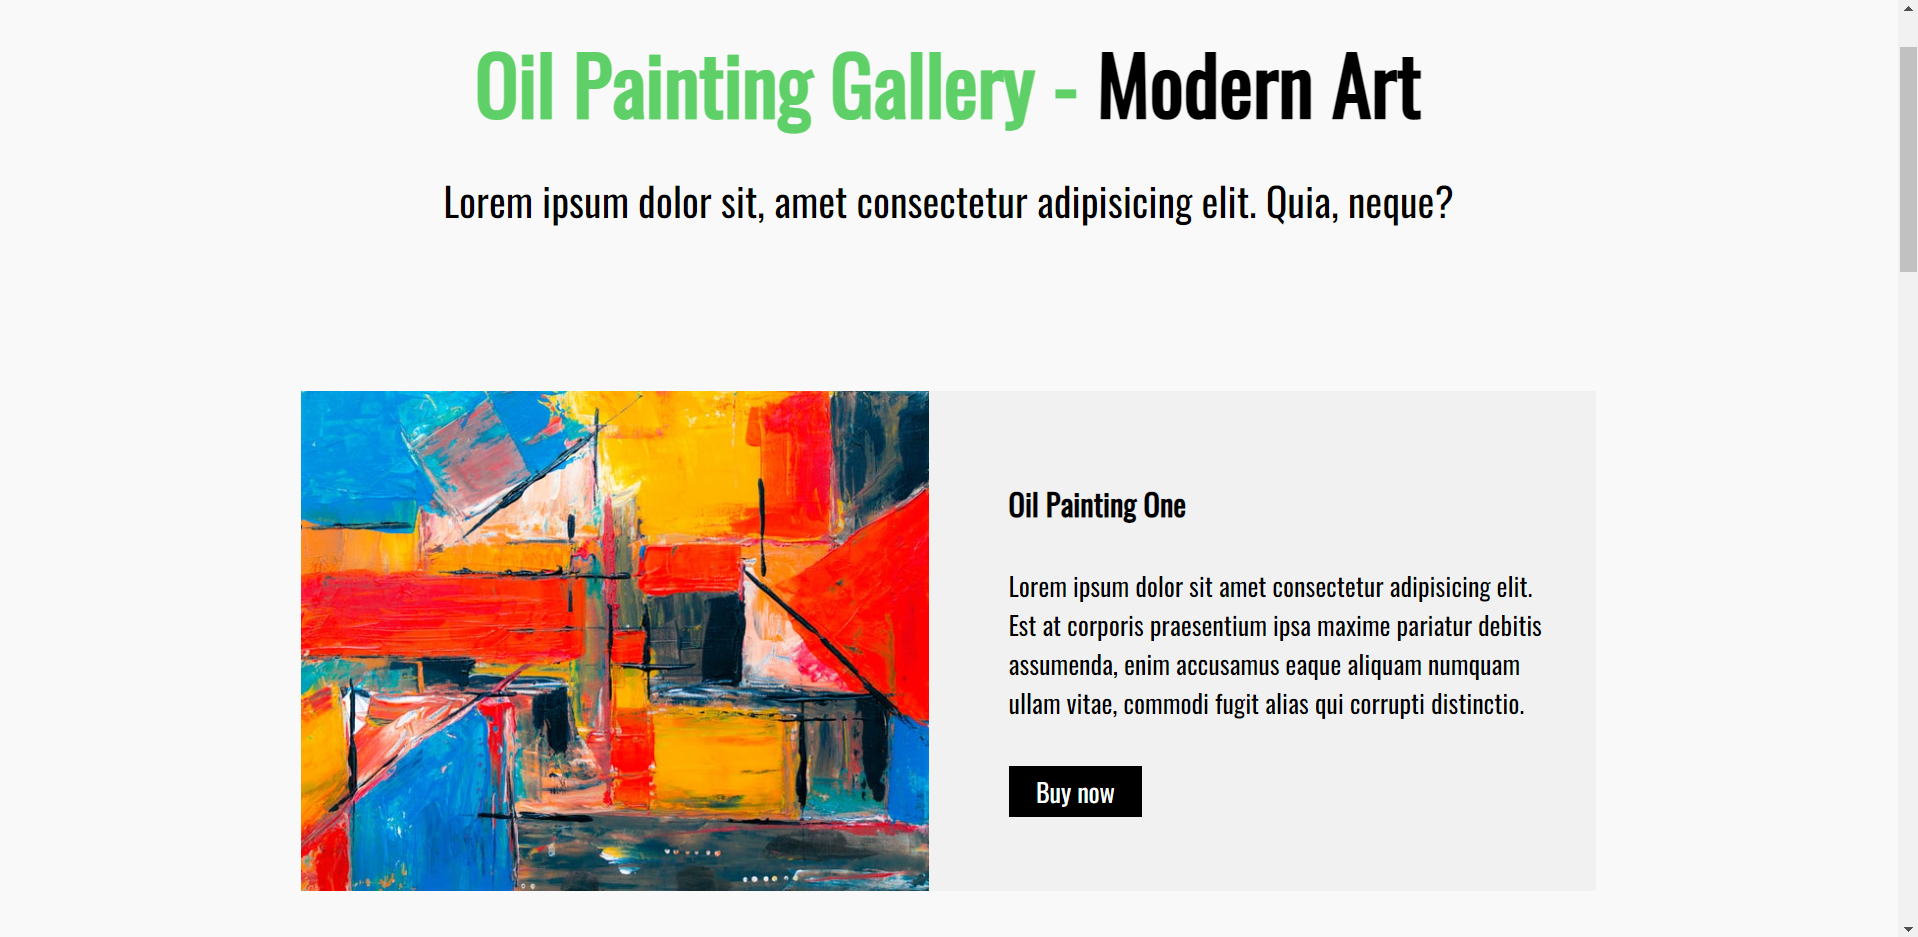 Oil Painting Gallery - Modern Art
Lorem ipsum dolor sit, amet consectetur adipisicing elit. Quia, neque?
Oil Painting One
Lorem ipsum dolor sit amet consectetur adipisicing elit.
Est at corporis praesentium ipsa maxime pariatur debitis
assumenda, enim accusamus eaque aliquam numquam
ullam vitae, commodi fugit alias qui corrupti distinctio.
Buy now